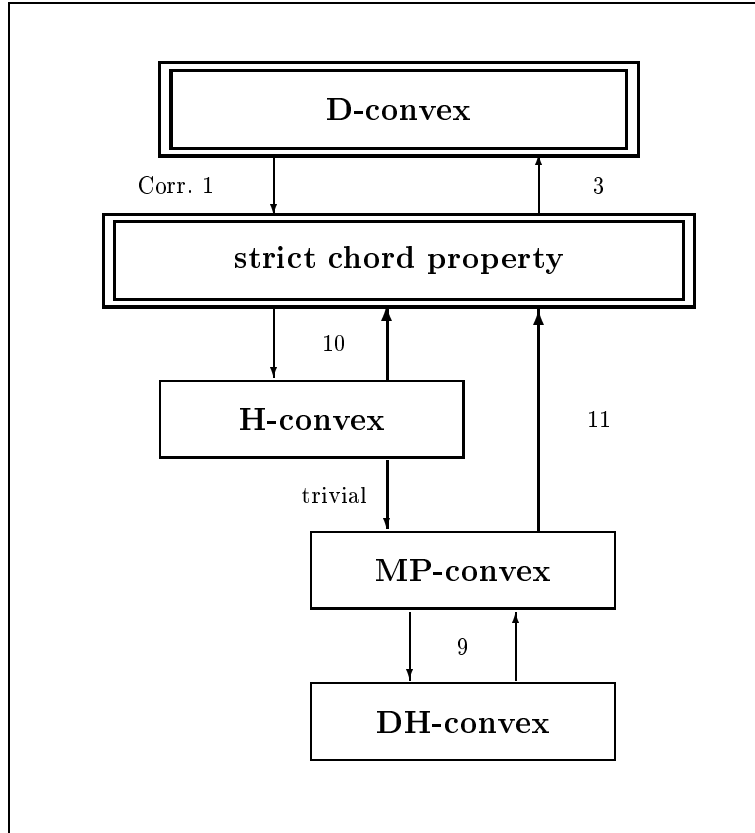 D-convex
Corr. 1
3
strict chord property
10
H-convex
11
trivial
MP-convex
9
DH-convex